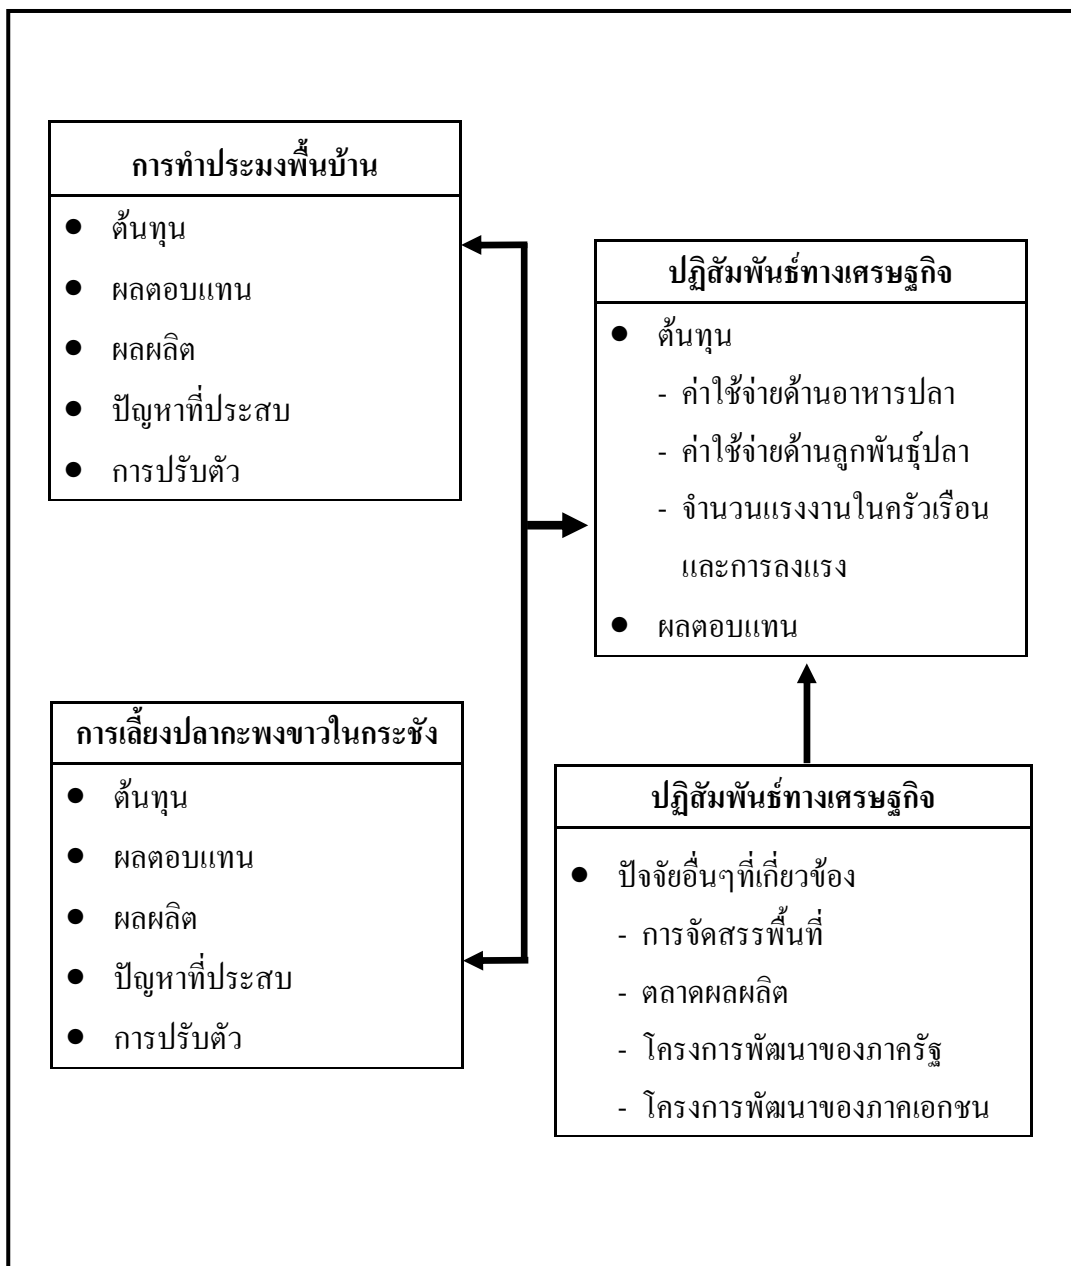 การทำประมงพื้นบ้าน
● ต้นทุน
● ผลตอบแทน
● ผลผลิต
● ปัญหาที่ประสบ
● การปรับตัว
ปฏิสัมพันธ์ทางเศรษฐกิจ
● ต้นทุน
- ค่าใช้จ่ายด้านอาหารปลา
- ค่าใช้จ่ายด้านลูกพันธุ์ปลา
- จำนวนแรงงานในครัวเรือน
และการลงแรง
● ผลตอบแทน
การเลี้ยงปลากะพงขาวในกระชัง
● ต้นทุน
● ผลตอบแทน
● ผลผลิต
● ปัญหาที่ประสบ
● การปรับตัว
ปฏิสัมพันธ์ทางเศรษฐกิจ
● ปัจจัยอื่นๆที่เกี่ยวข้อง
- การจัดสรรพื้นที่
- ตลาดผลผลิต
- โครงการพัฒนาของภาครัฐ
- โครงการพัฒนาของภาคเอกชน